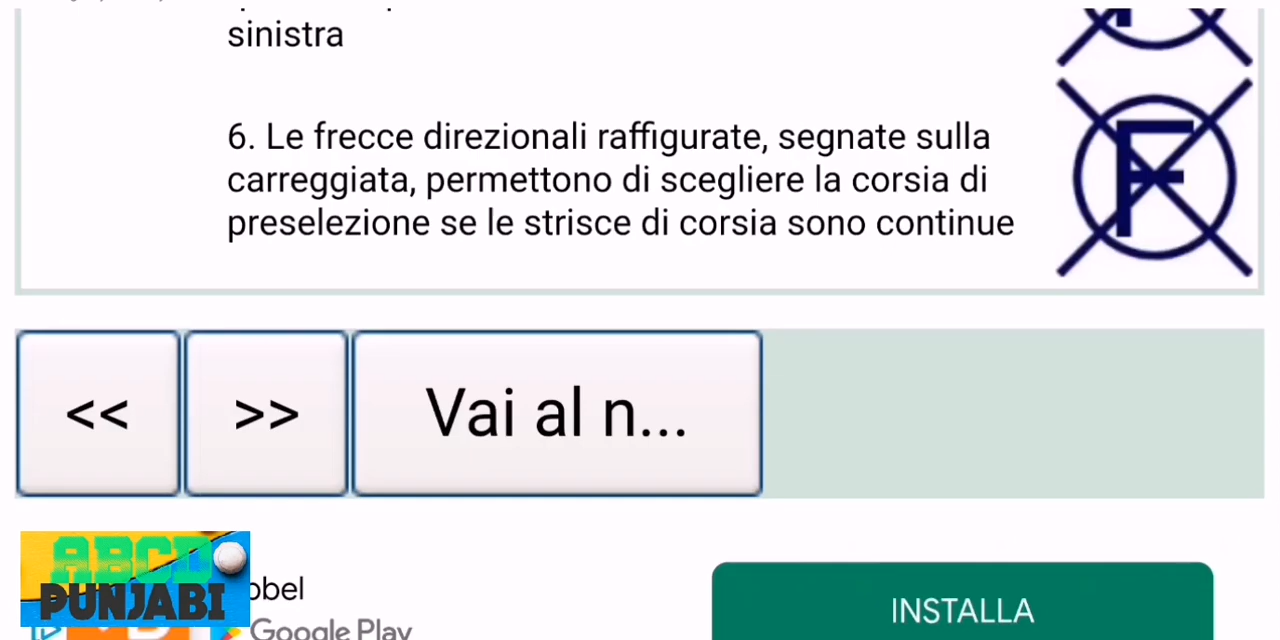 sinistra
6. Le frecce direzionali raffigurate, segnate sulla
carreggiata, permettono di scegliere la corsia di
preselezione se le strisce di corsia sono continue
F
<<
>>
Vai al n...
ABCD
PUNJABI
Google Play
INSTALLA